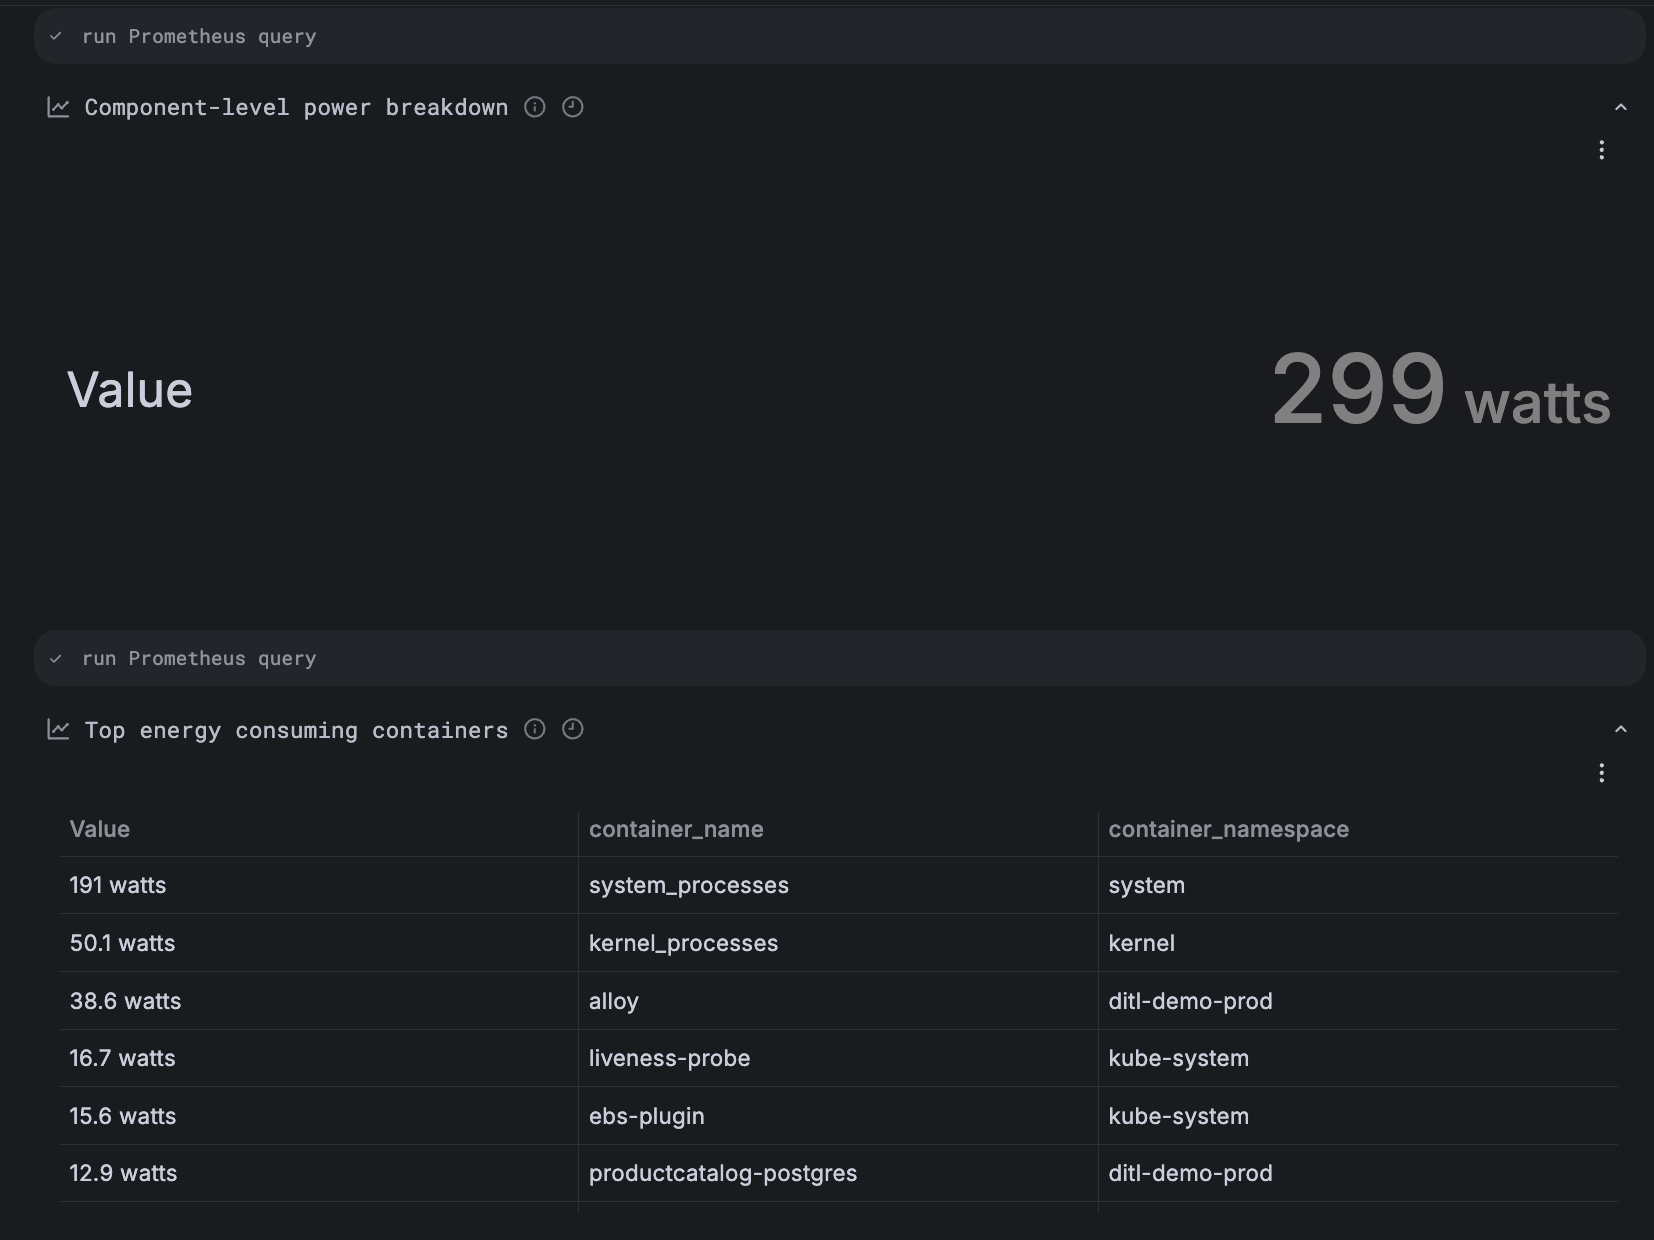 run Prometheus query
Component-level power breakdown
Value
299 watts
run Prometheus query
Top energy consuming containers
Value container_name container_namespace
191 watts system_processes system
50.1 watts kernel_processes kernel
38.6 watts alloy ditl-demo-prod
16.7 watts liveness-probe kube-system
15.6 watts ebs-plugin kube-system
12.9 watts productcatalog-postgres ditl-demo-prod